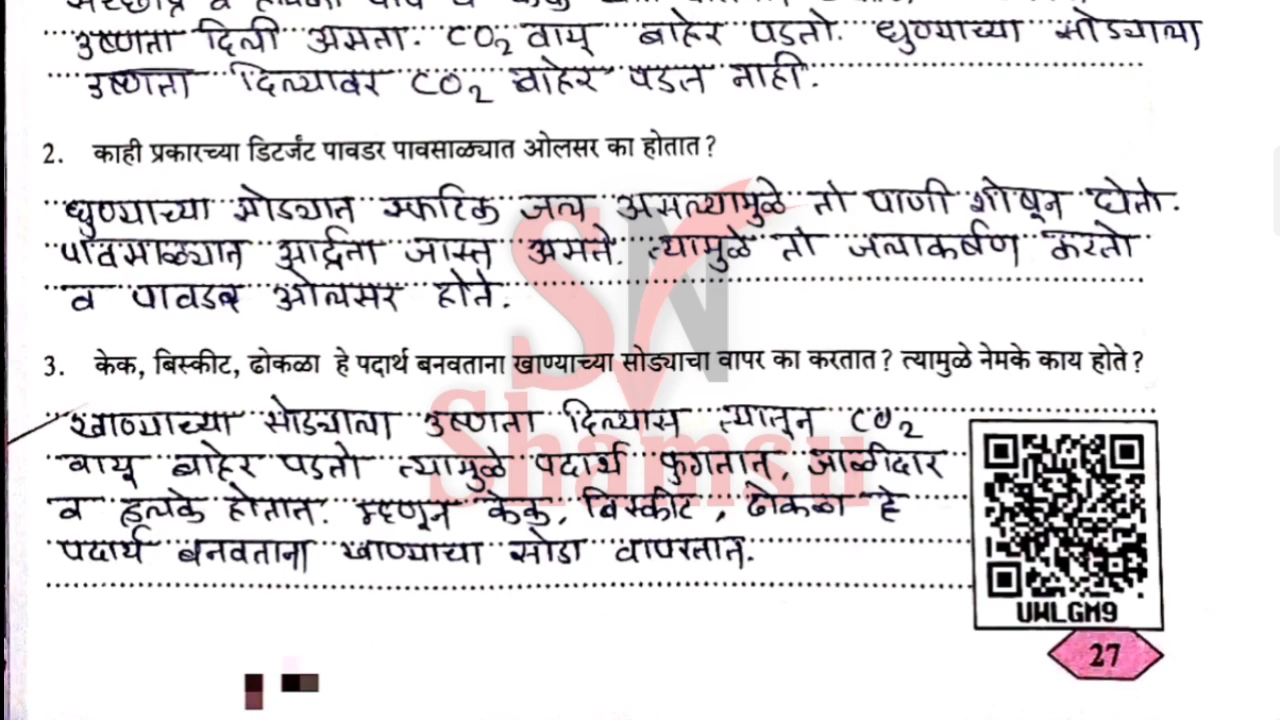 उष्णता दिली असता. CO₂ वायू बाहेर पडतो. धुण्याच्या सोड्याला
उष्णता दिल्यावर CO₂ बाहेर पडत नाही.
2. काही प्रकारच्या डिटर्जंट पावडर पावसाळ्यात ओलसर का होतात ?
धुण्याच्या सोड्यात स्फटिक जल असल्यामुळे तो पाणी शोषून घेतो.
पावसाळ्यात आर्द्रता जास्त असते. त्यामुळे तो जलाकर्षण करतो
व पावडर ओलसर होते.
3. केक, बिस्कीट, ढोकळा हे पदार्थ बनवताना खाण्याच्या सोड्याचा वापर का करतात ? त्यामुळे नेमके काय होते ?
खाण्याच्या सोड्याला उष्णता दिल्यास त्यातून CO₂
वायू बाहेर पडतो त्यामुळे पदार्थ फुगतात, जाळीदार
व हलके होतात. म्हणून केक, बिस्कीट, ढोकळा हे
पदार्थ बनवताना खाण्याचा सोडा वापरतात.
SN
Shamsu
UWLGM9
27